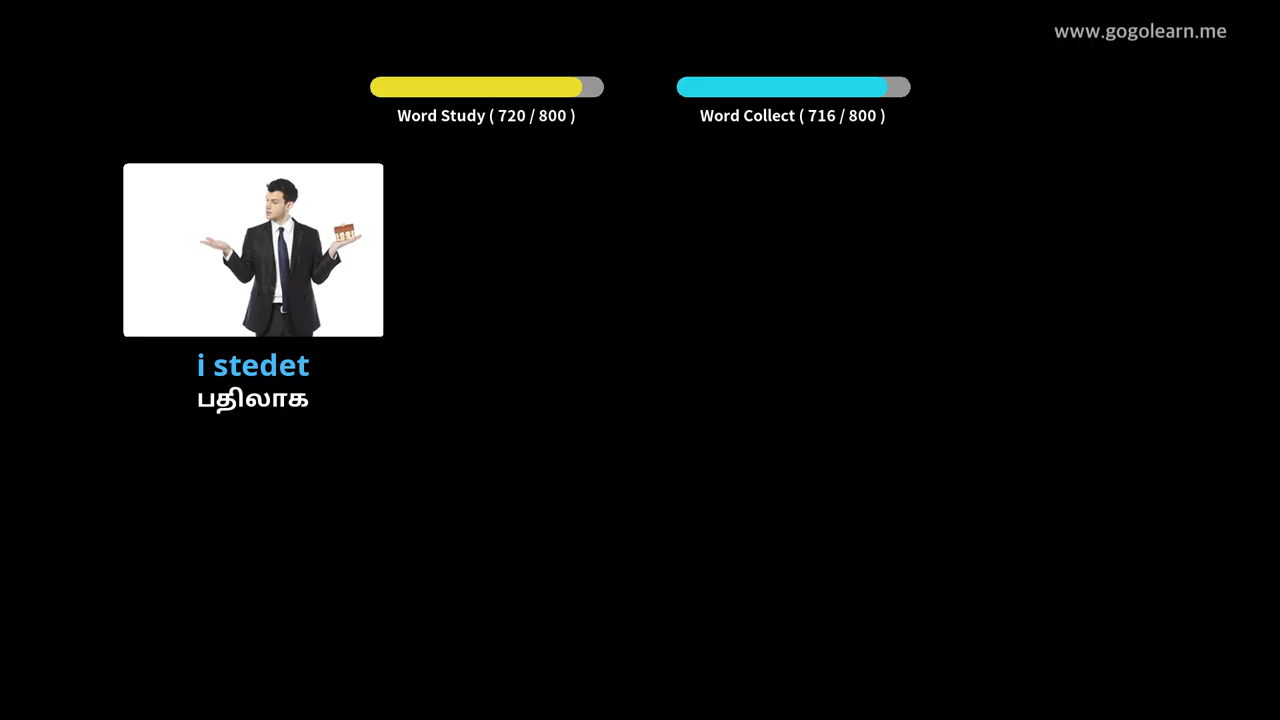 www.gogolearn.me
Word Study ( 720 / 800 )
Word Collect ( 716 / 800 )
i stedet
பதிலாக